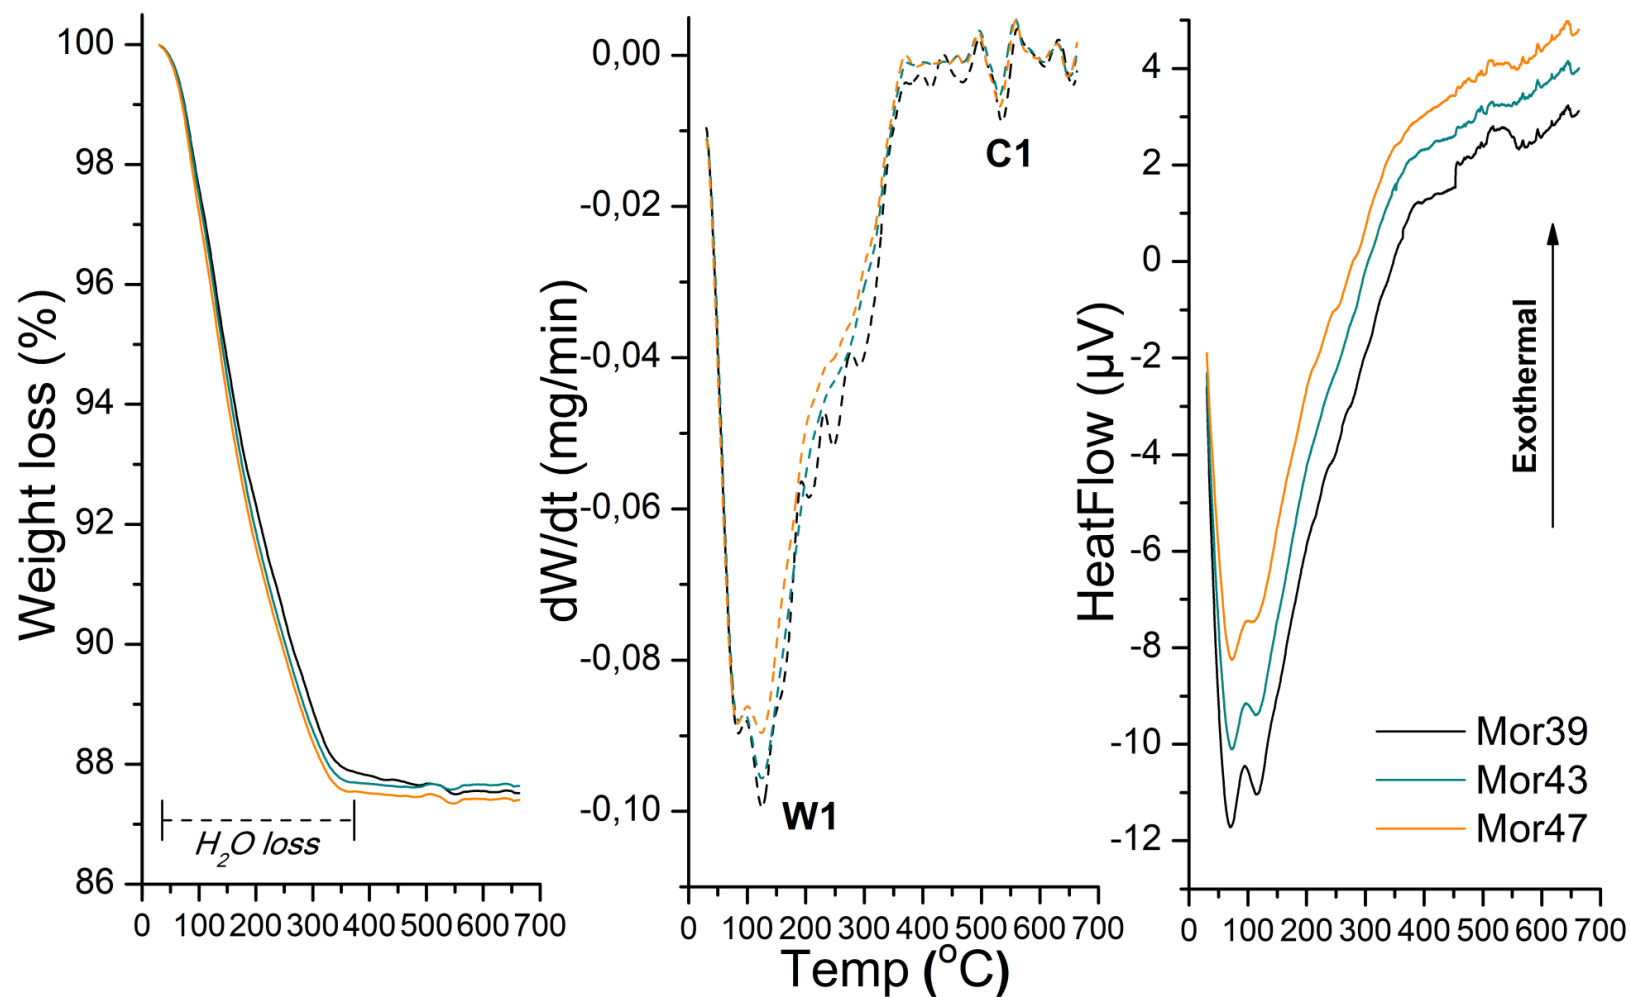 Weight loss (%)
100
98
96
94
92
90
88
86
H2O loss
0 100 200 300 400 500 600 700
dW/dt (mg/min)
0,00
-0,02
-0,04
-0,06
-0,08
-0,10
C1
W1
0 100 200 300 400 500 600 700
Temp (oC)
HeatFlow (µV)
4
2
0
-2
-4
-6
-8
-10
-12
Exothermal
Mor39
Mor43
Mor47
0 100 200 300 400 500 600 700